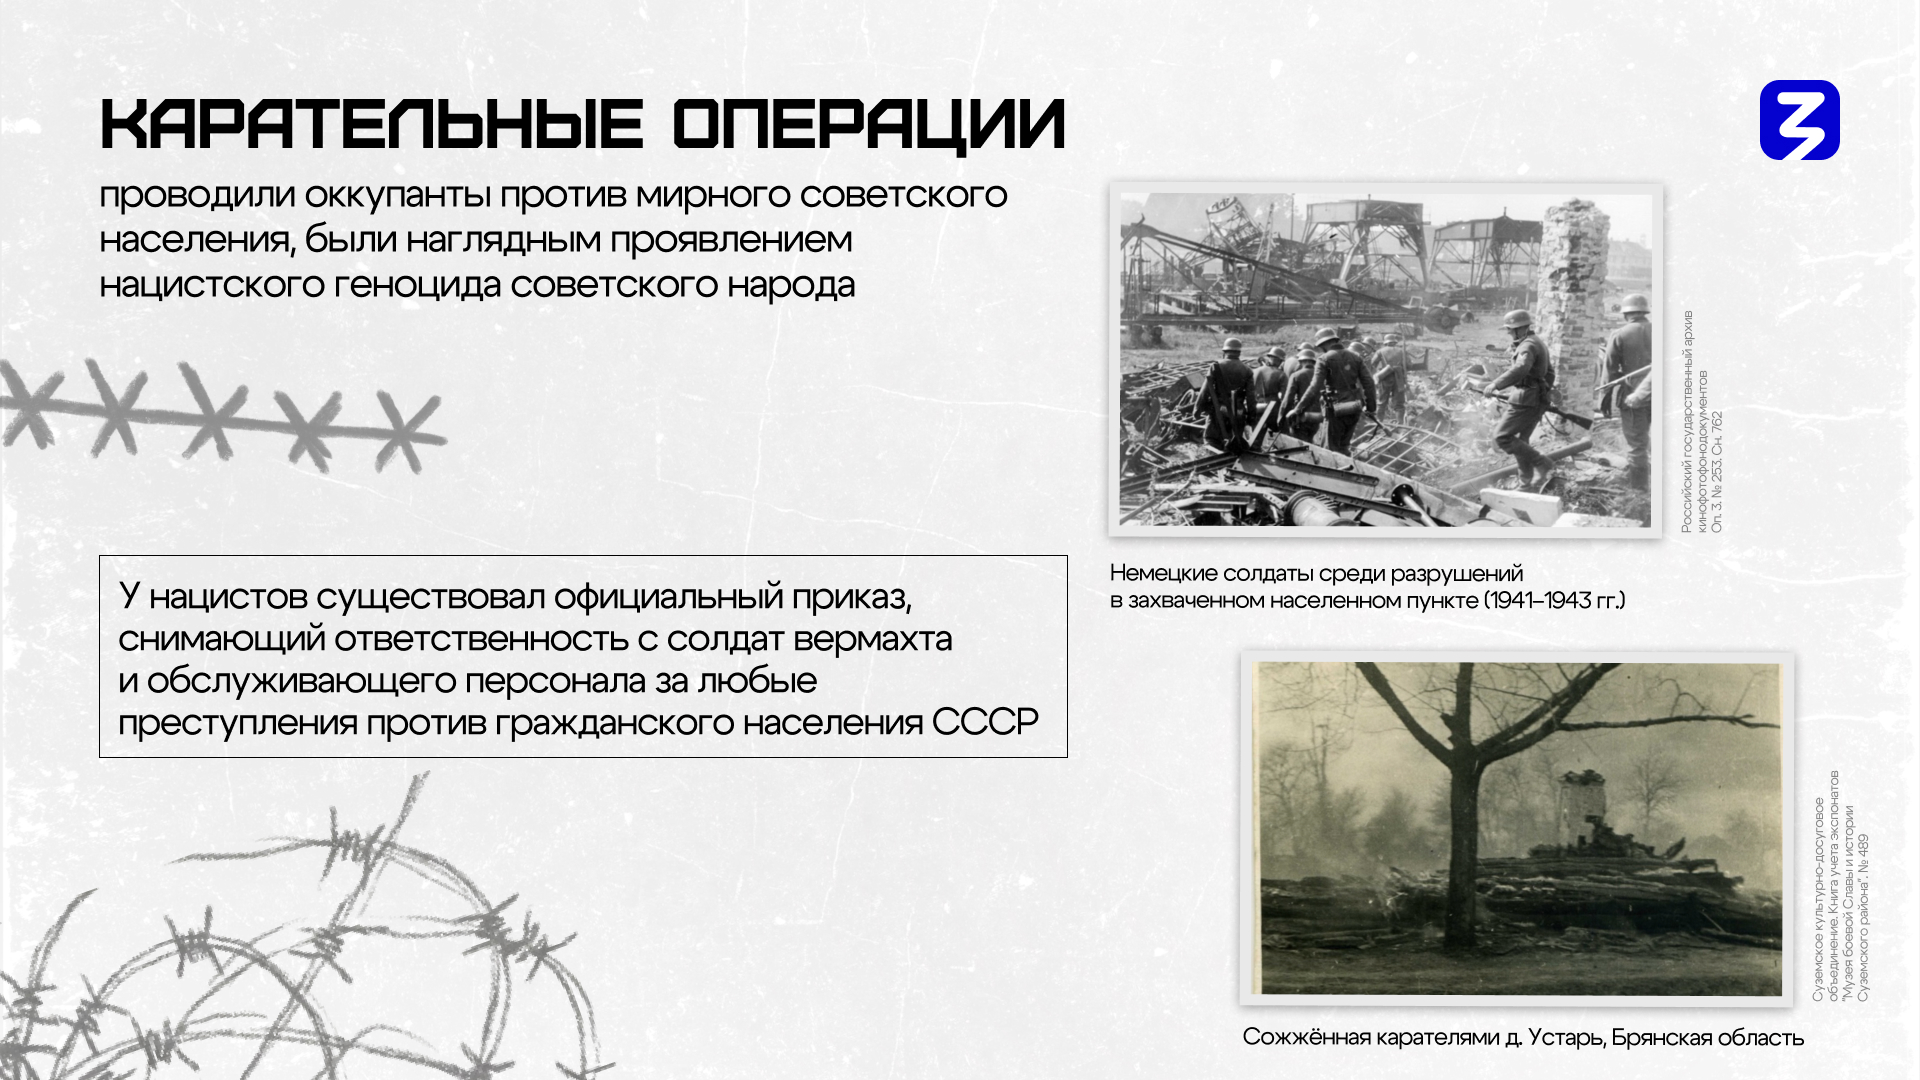 КАРАТЕЛЬНЫЕ ОПЕРАЦИИ
проводили оккупанты против мирного советского
населения, были наглядным проявлением
нацистского геноцида советского народа
У нацистов существовал официальный приказ,
снимающий ответственность с солдат вермахта
и обслуживающего персонала за любые
преступления против гражданского населения СССР
Российский государственный архив
кинофотофонодокументов
Оп. 3. № 253. Сн. 762
Немецкие солдаты среди разрушений
в захваченном населенном пункте (1941–1943 гг.)
Суземское культурно-досуговое
объединение. Книга учета экспонатов
"Музея боевой Славы и истории
Суземского района". № 489
Сожжённая карателями д. Устарь, Брянская область